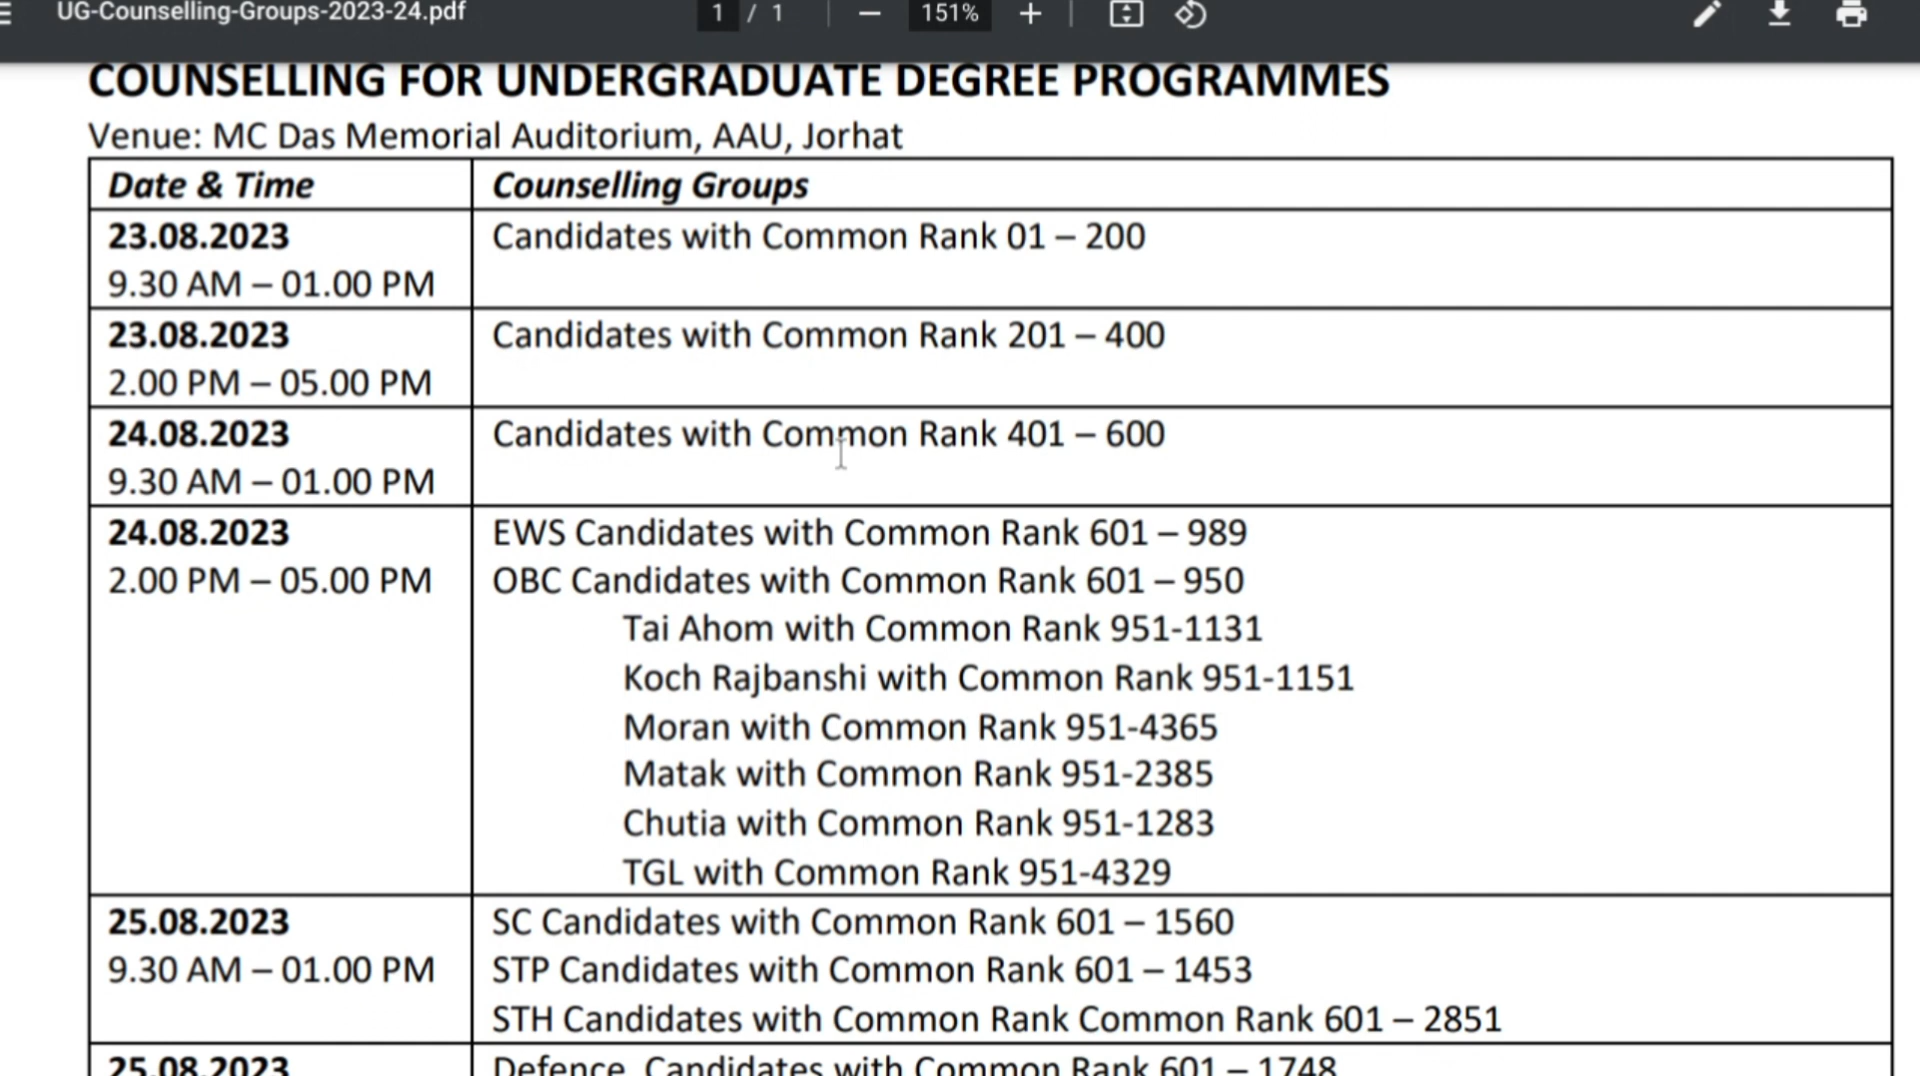 UG-Counselling-Groups-2023-24.pdf
1 / 1
151%
COUNSELLING FOR UNDERGRADUATE DEGREE PROGRAMMES
Venue: MC Das Memorial Auditorium, AAU, Jorhat
Date & Time Counselling Groups
23.08.2023 Candidates with Common Rank 01 – 200
9.30 AM – 01.00 PM
23.08.2023 Candidates with Common Rank 201 – 400
2.00 PM – 05.00 PM
24.08.2023 Candidates with Common Rank 401 – 600
9.30 AM – 01.00 PM
24.08.2023 EWS Candidates with Common Rank 601 – 989
2.00 PM – 05.00 PM OBC Candidates with Common Rank 601 – 950
Tai Ahom with Common Rank 951-1131
Koch Rajbanshi with Common Rank 951-1151
Moran with Common Rank 951-4365
Matak with Common Rank 951-2385
Chutia with Common Rank 951-1283
TGL with Common Rank 951-4329
25.08.2023 SC Candidates with Common Rank 601 – 1560
9.30 AM – 01.00 PM STP Candidates with Common Rank 601 – 1453
STH Candidates with Common Rank Common Rank 601 – 2851
25.08.2023 Defence Candidates with Common Rank 601 – 1748